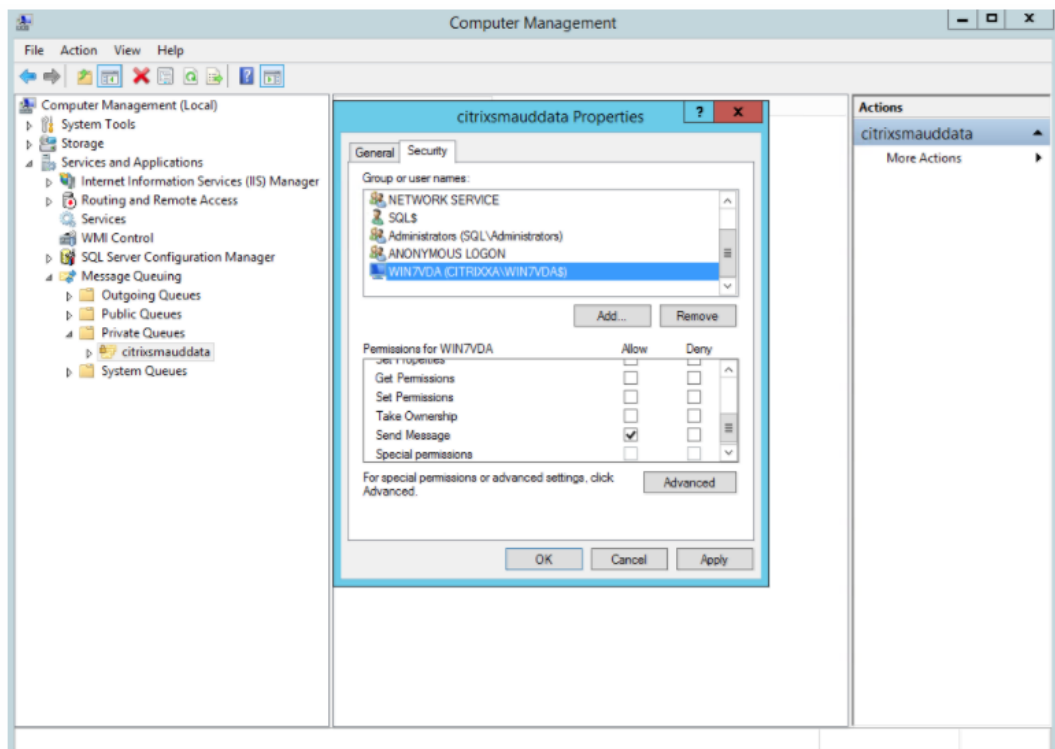 Computer Management
File Action View Help
Computer Management (Local)
System Tools
Storage
Services and Applications
Internet Information Services (IIS) Manager
Routing and Remote Access
Services
WMI Control
SQL Server Configuration Manager
Message Queuing
Outgoing Queues
Public Queues
Private Queues
citrixsmauddata
System Queues
citrixsmauddata Properties
General Security
Group or user names:
NETWORK SERVICE
SQL$
Administrators (SQL\Administrators)
ANONYMOUS LOGON
WIN7VDA (CITRIXXA\WIN7VDA$)
Add... Remove
Permissions for WIN7VDA Allow Deny
Set Properties
Get Permissions
Set Permissions
Take Ownership
Send Message
Special permissions
For special permissions or advanced settings, click
Advanced.
Advanced
OK Cancel Apply
Actions
citrixsmauddata
More Actions